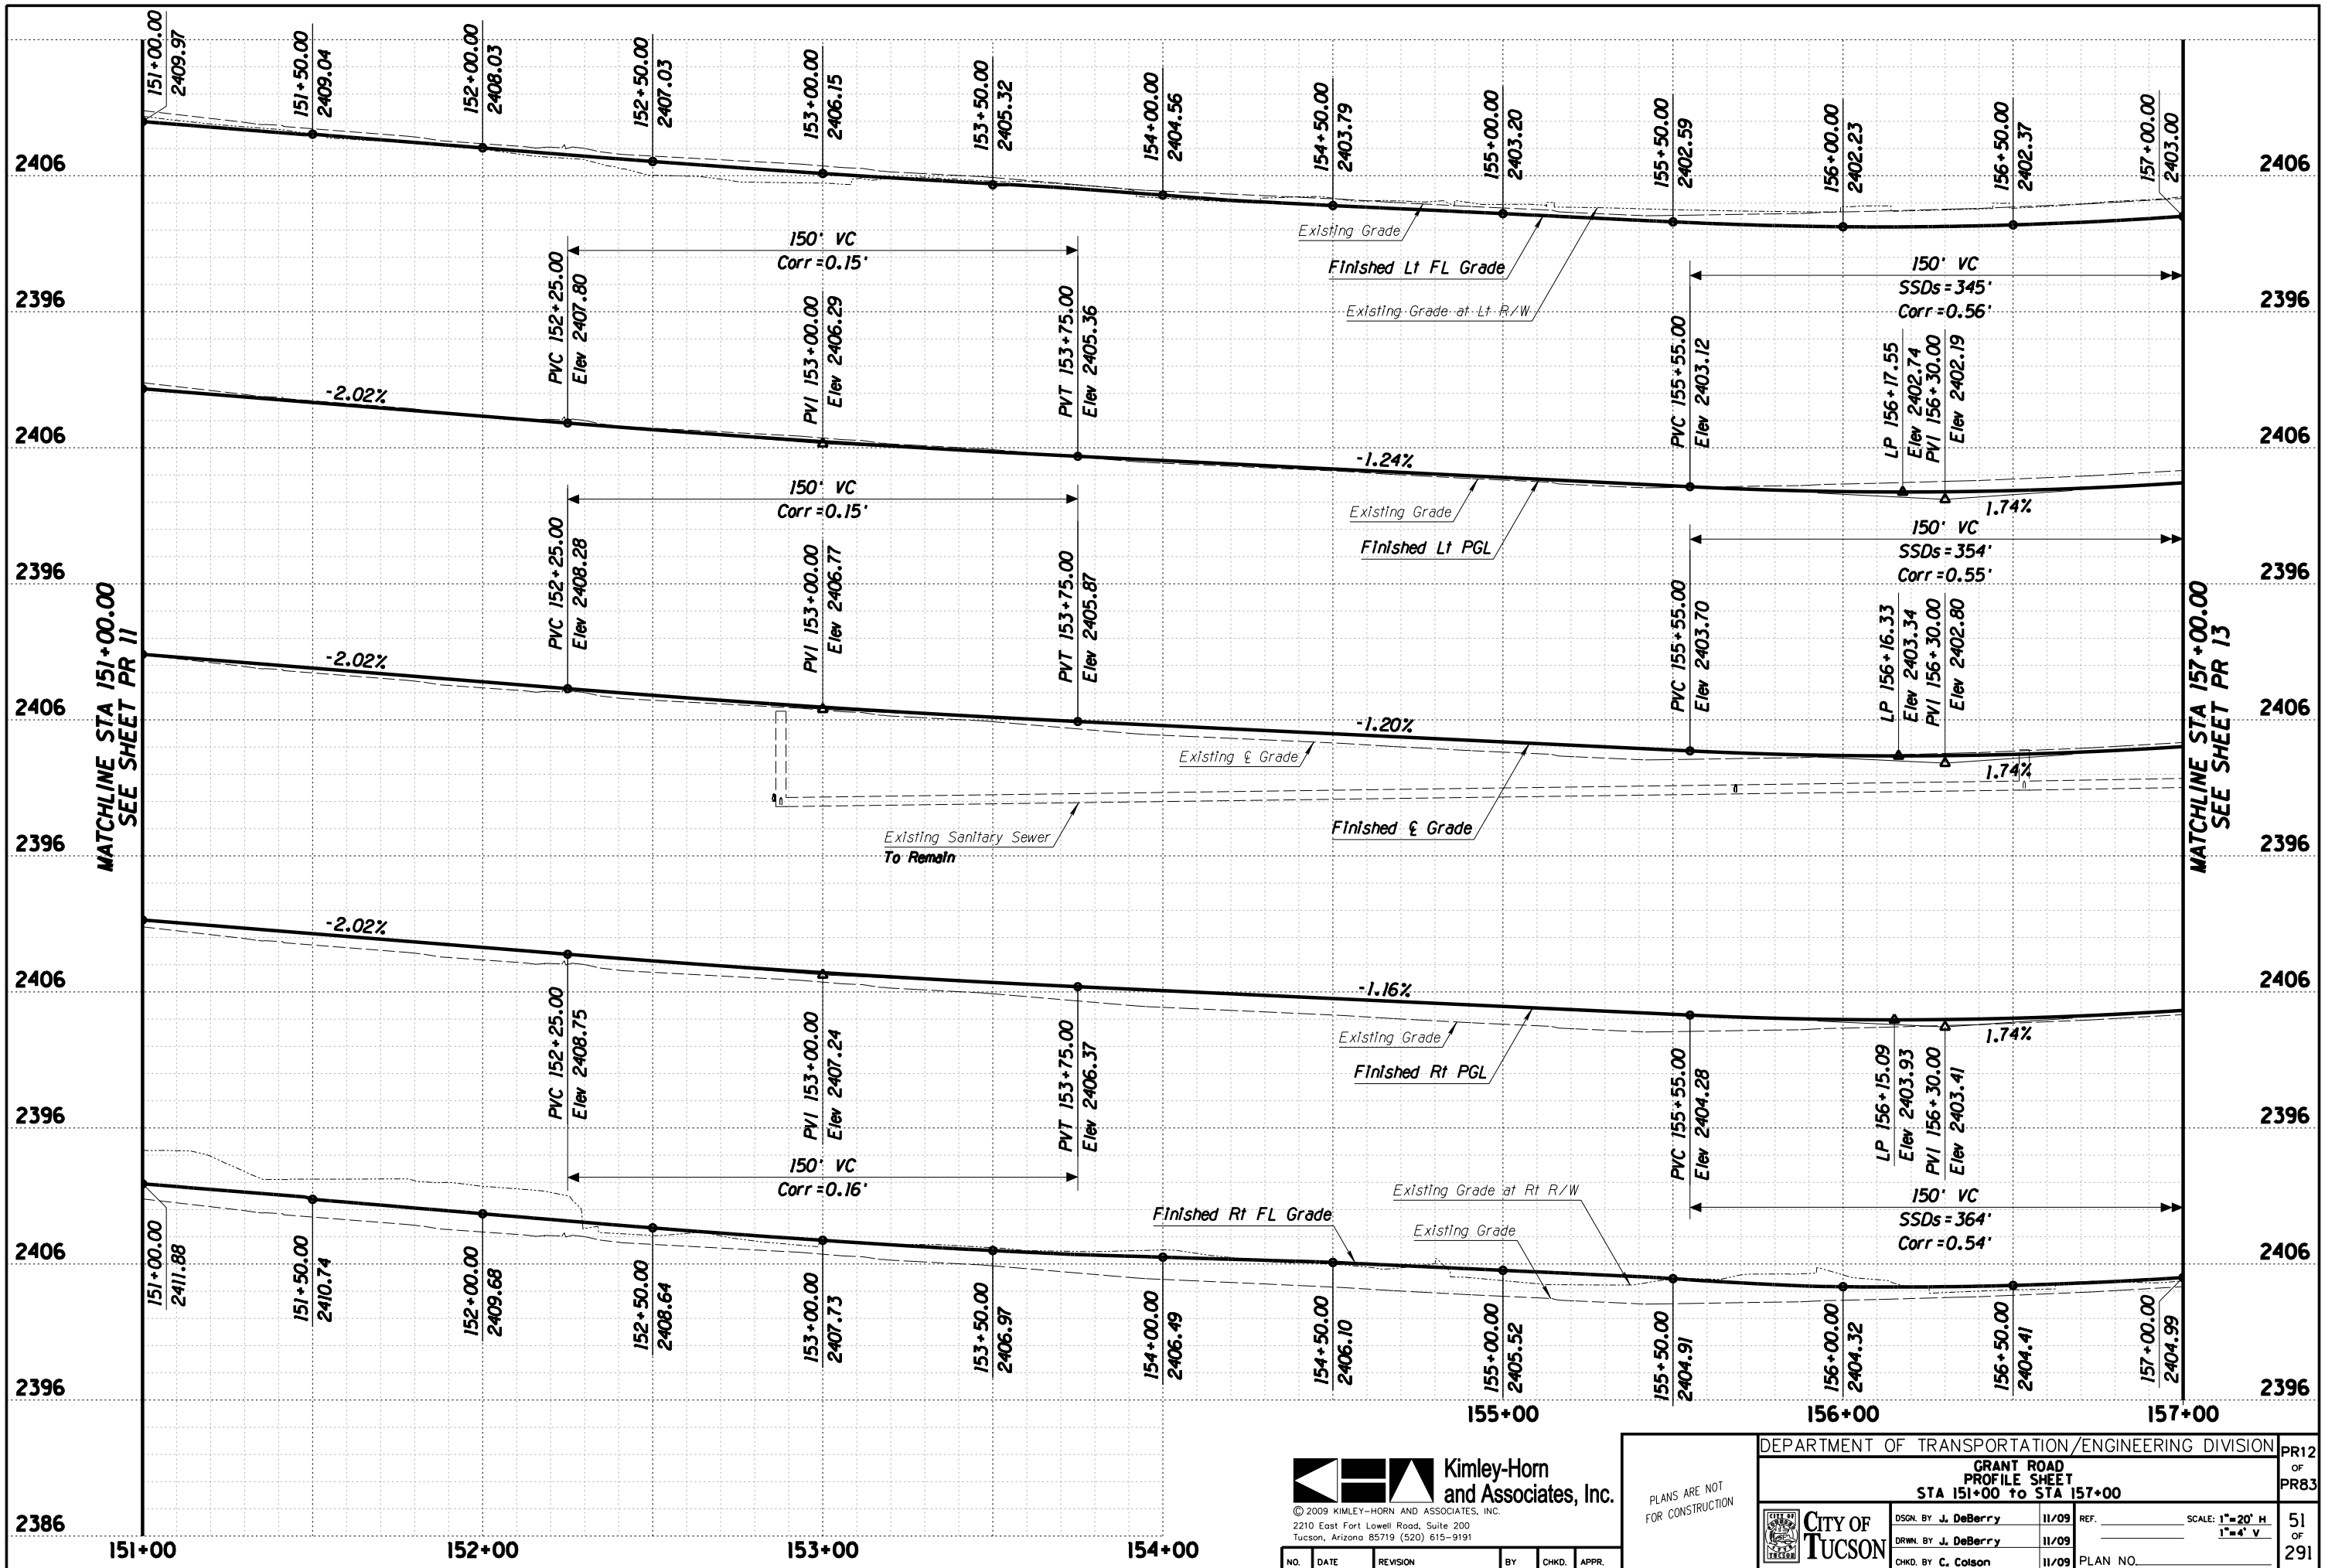 151+00.00
2409.97
151+50.00
2409.04
152+00.00
2408.03
152+50.00
2407.03
153+00.00
2406.15
153+50.00
2405.32
154+00.00
2404.56
154+50.00
2403.79
155+00.00
2403.20
155+50.00
2402.59
156+00.00
2402.23
156+50.00
2402.37
157+00.00
2403.00
2406
2406
Existing Grade
Finished Lt FL Grade
Existing Grade at Lt R/W
2396
2396
150' VC
Corr=0.15'
PVC 152+25.00
Elev 2407.80
PVI 153+00.00
Elev 2406.29
PVT 153+75.00
Elev 2405.36
150' VC
SSDs=345'
Corr=0.56'
PVC 155+55.00
Elev 2403.12
LP 156+17.55
Elev 2402.74
PVI 156+30.00
Elev 2402.19
-2.02%
-1.24%
1.74%
2406
2406
Existing Grade
Finished Lt PGL
150' VC
Corr=0.15'
PVC 152+25.00
Elev 2408.28
PVI 153+00.00
Elev 2406.77
PVT 153+75.00
Elev 2405.87
150' VC
SSDs=354'
Corr=0.55'
PVC 155+55.00
Elev 2403.70
LP 156+16.33
Elev 2403.34
PVI 156+30.00
Elev 2402.80
2396
2396
MATCHLINE STA 151+00.00
SEE SHEET PR 11
MATCHLINE STA 157+00.00
SEE SHEET PR 13
-2.02%
-1.20%
1.74%
2406
2406
Existing ℄ Grade
Finished ℄ Grade
Existing Sanitary Sewer
To Remain
2396
2396
-2.02%
-1.16%
1.74%
2406
2406
Existing Grade
Finished Rt PGL
PVC 152+25.00
Elev 2408.75
PVI 153+00.00
Elev 2407.24
PVT 153+75.00
Elev 2406.37
PVC 155+55.00
Elev 2404.28
LP 156+15.09
Elev 2403.93
PVI 156+30.00
Elev 2403.41
2396
2396
150' VC
Corr=0.16'
150' VC
SSDs=364'
Corr=0.54'
Existing Grade at Rt R/W
Finished Rt FL Grade
Existing Grade
2406
2406
151+00.00
2411.88
151+50.00
2410.74
152+00.00
2409.68
152+50.00
2408.64
153+00.00
2407.73
153+50.00
2406.97
154+00.00
2406.49
154+50.00
2406.10
155+00.00
2405.52
155+50.00
2404.91
156+00.00
2404.32
156+50.00
2404.41
157+00.00
2404.99
2396
2396
155+00
156+00
157+00
2386
151+00
152+00
153+00
154+00
Kimley-Horn
and Associates, Inc.
© 2009 KIMLEY-HORN AND ASSOCIATES, INC.
2210 East Fort Lowell Road, Suite 200
Tucson, Arizona 85719 (520) 615-9191
NO. DATE REVISION BY CHKD. APPR.
PLANS ARE NOT
FOR CONSTRUCTION
DEPARTMENT OF TRANSPORTATION/ENGINEERING DIVISION
GRANT ROAD
PROFILE SHEET
STA 151+00 to STA 157+00
PR12
OF
PR83
CITY OF
TUCSON
CITY OF
TUCSON
DSGN. BY J. DeBerry 11/09
DRWN. BY J. DeBerry 11/09
CHKD. BY C. Colson 11/09
REF.
SCALE: 1"=20' H
1"=4' V
PLAN NO.
51
OF
291